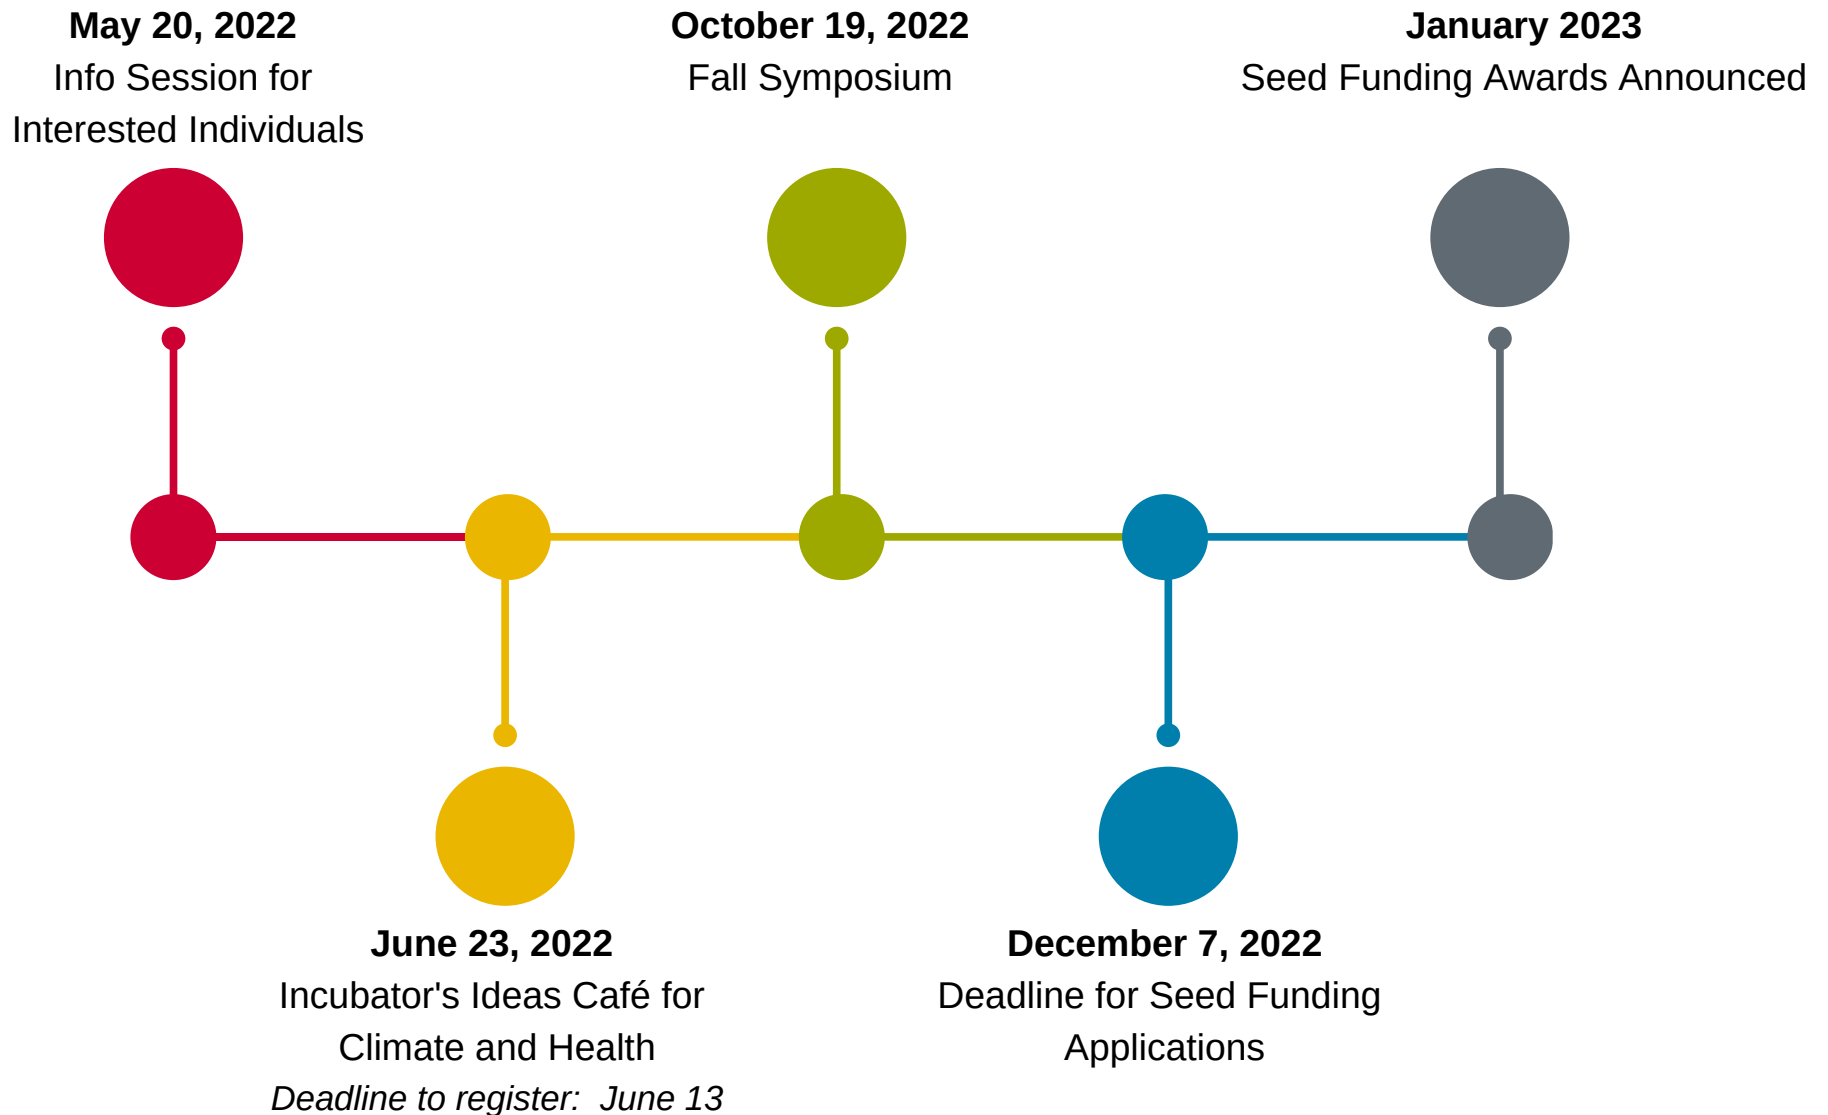 May 20, 2022
Info Session for
Interested Individuals
June 23, 2022
Incubator's Ideas Café for
Climate and Health
Deadline to register:  June 13
October 19, 2022
Fall Symposium
December 7, 2022
Deadline for Seed Funding
Applications
January 2023
Seed Funding Awards Announced